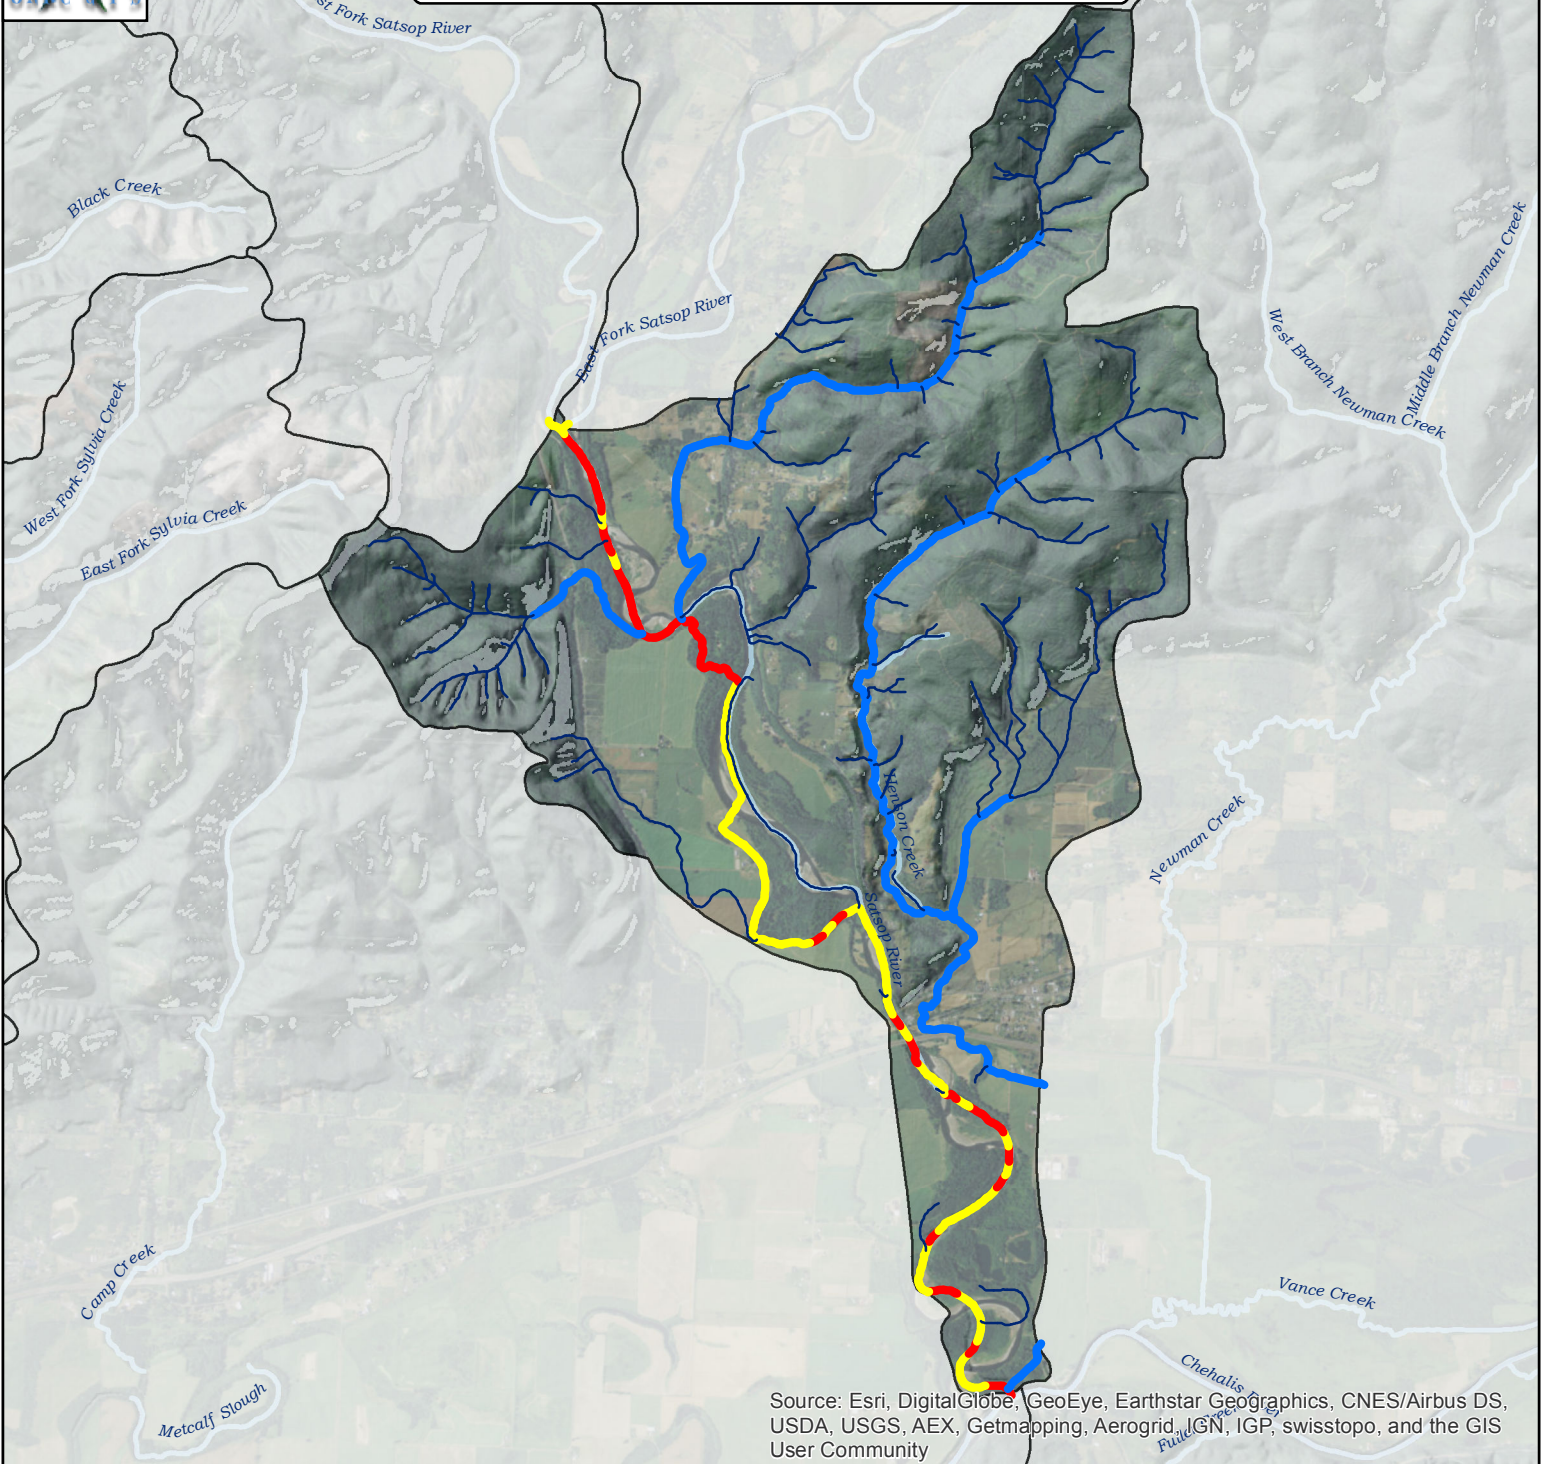 st Fork Satsop River
Black Creek
East Fork Satsop River
Middle Branch Newman Creek
West Branch Newman Creek
West Fork Sylvia Creek
East Fork Sylvia Creek
Henson Creek
Newman Creek
Satsop River
Camp Creek
Vance Creek
Chehalis River
Metcalf Slough
Source: Esri, DigitalGlobe, GeoEye, Earthstar Geographics, CNES/Airbus DS,
USDA, USGS, AEX, Getmapping, Aerogrid, IGN, IGP, swisstopo, and the GIS
User Community